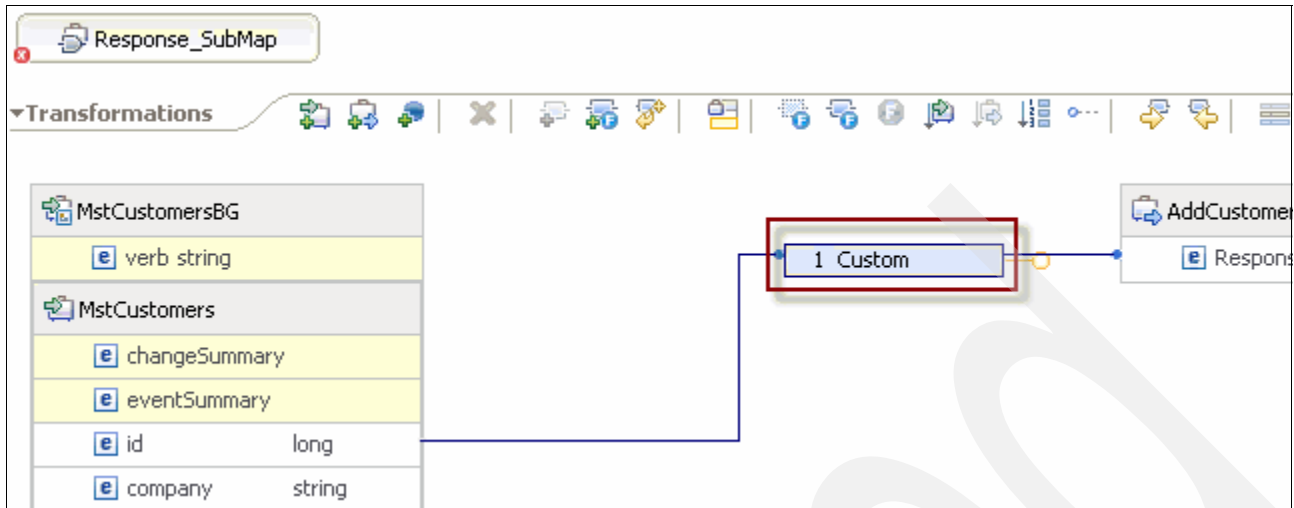 Response_SubMap
Transformations
MstCustomersBG
verb string
MstCustomers
changeSummary
eventSummary
id long
company string
1 Custom
AddCustomer
Respons